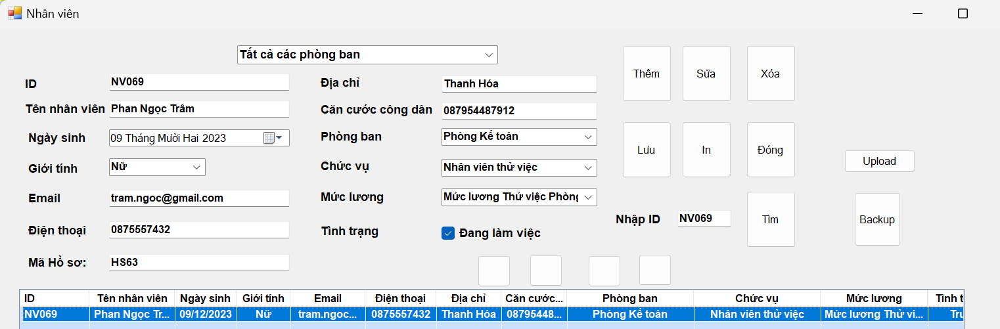 Nhân viên
Tất cả các phòng ban
ID NV069
Tên nhân viên Phan Ngọc Trâm
Ngày sinh 09 Tháng Mười Hai 2023
Giới tính Nữ
Email tram.ngoc@gmail.com
Điện thoại 0875557432
Mã Hồ sơ: HS63
Địa chỉ Thanh Hóa
Căn cước công dân 087954487912
Phòng ban Phòng Kế toán
Chức vụ Nhân viên thử việc
Mức lương Mức lương Thử việc Phòng
Tình trạng Đang làm việc
Thêm Sửa Xóa
Lưu In Đóng
Upload
Nhập ID NV069 Tìm
Backup
ID Tên nhân viên Ngày sinh Giới tính Email Điện thoại Địa chỉ Căn cước... Phòng ban Chức vụ Mức lương Tình t
NV069 Phan Ngọc Tr... 09/12/2023 Nữ tram.ngoc... 0875557432 Thanh Hóa 08795448... Phòng Kế toán Nhân viên thử việc Mức lương Thử vi... Tru